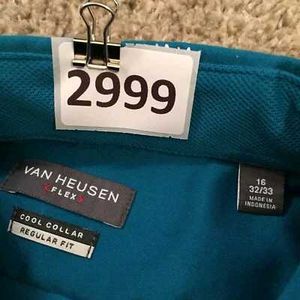 2999
VAN HEUSEN
FLEX
COOL COLLAR
REGULAR FIT
16
32/33
MADE IN
INDONESIA